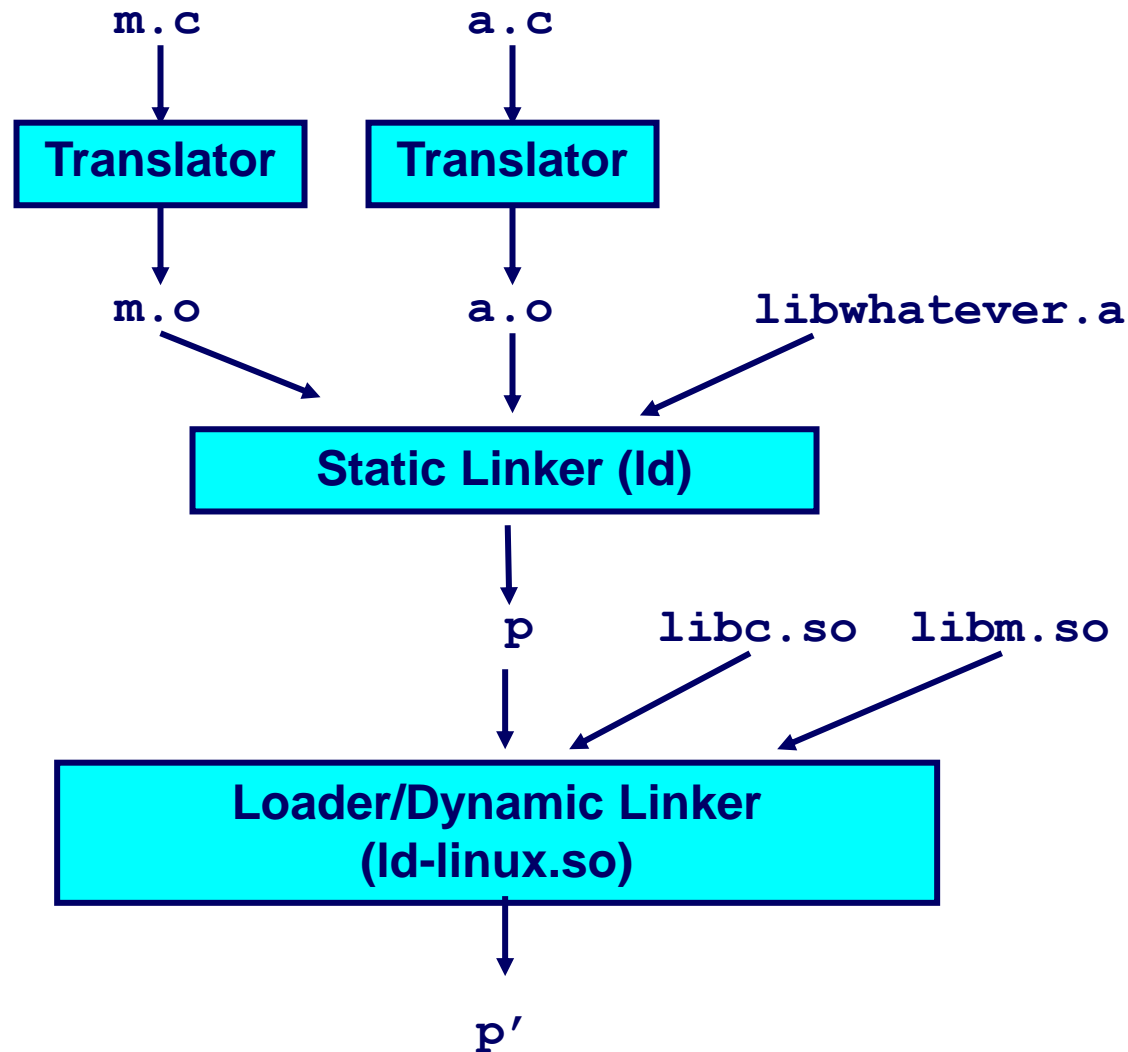 m.c
a.c
Translator
Translator
m.o
a.o
libwhatever.a
Static Linker (ld)
p
libc.so
libm.so
Loader/Dynamic Linker
(ld-linux.so)
p’